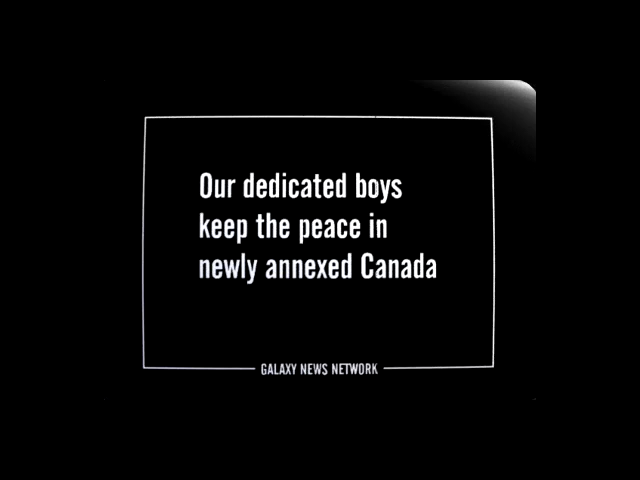 Our dedicated boys
keep the peace in
newly annexed Canada
GALAXY NEWS NETWORK